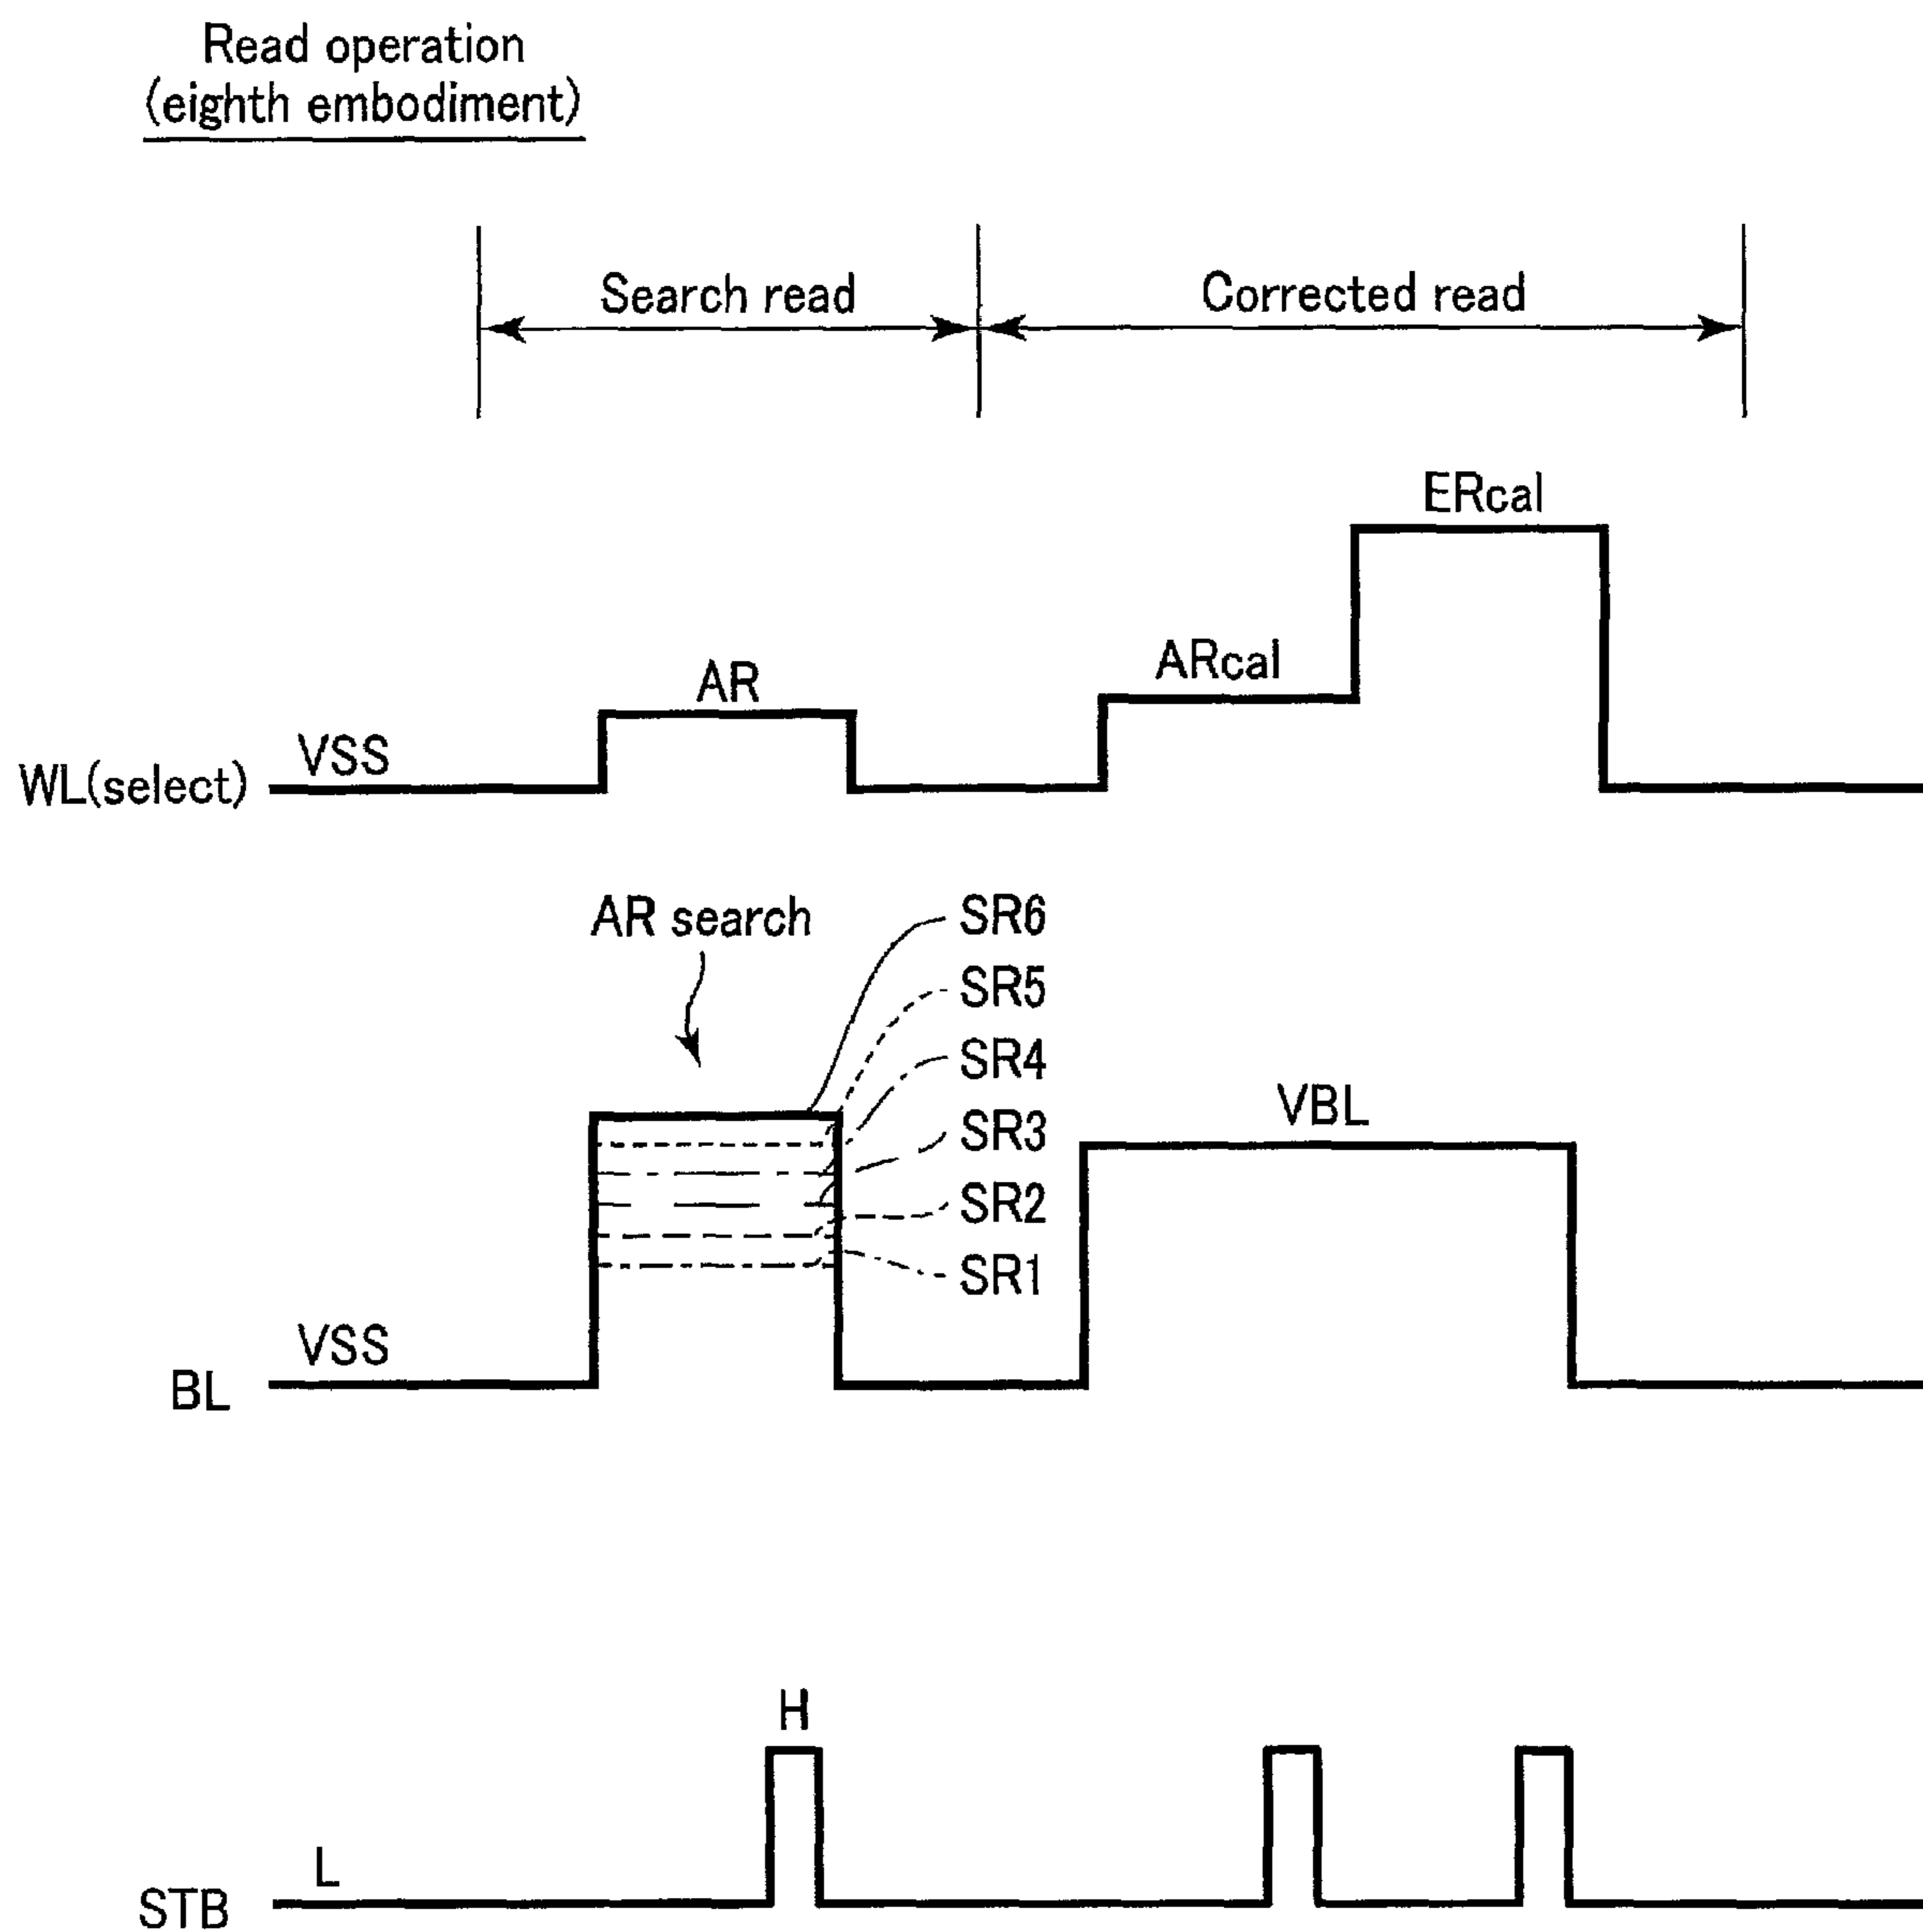 Read operation
(eighth embodiment)
Search read
Corrected read
ERcal
ARcal
AR
VSS
WL(select)
AR search
SR6
SR5
SR4
SR3
SR2
SR1
VBL
VSS
BL
H
L
STB